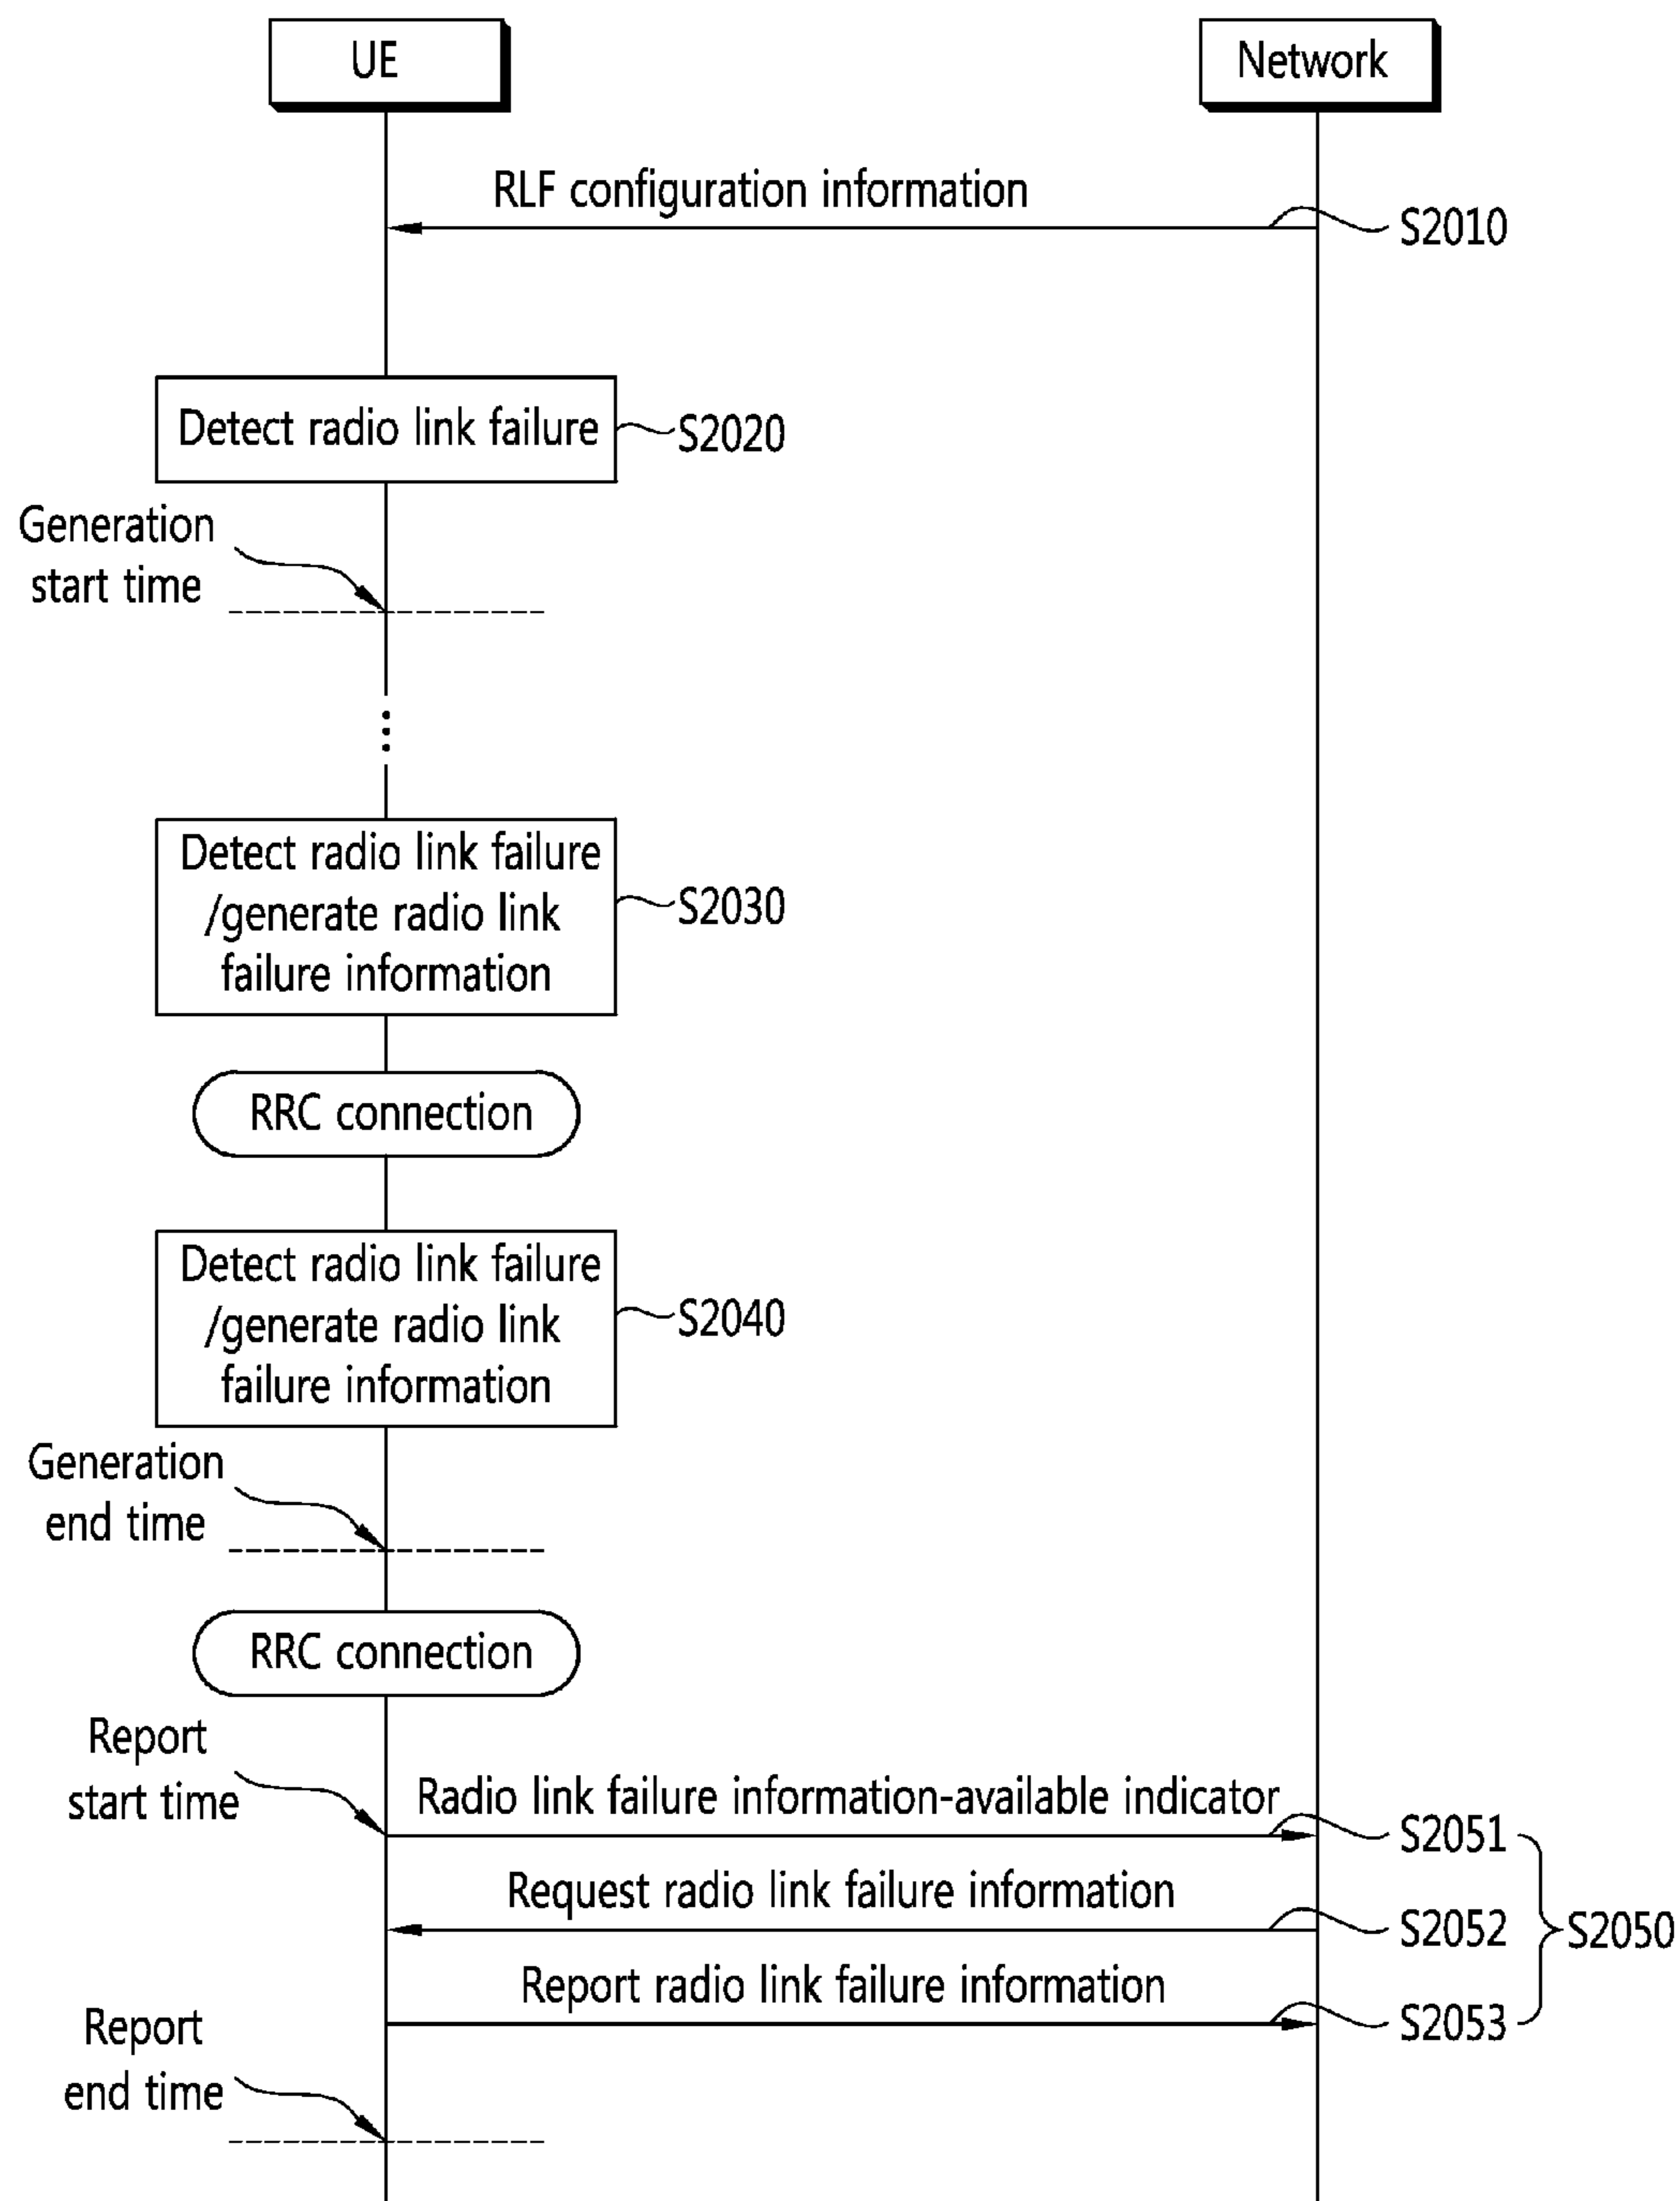 UE
Network
RLF configuration information
S2010
Detect radio link failure
S2020
Generation
start time
Detect radio link failure
/generate radio link
failure information
S2030
RRC connection
Detect radio link failure
/generate radio link
failure information
S2040
Generation
end time
RRC connection
Report
start time
Radio link failure information-available indicator
S2051
Request radio link failure information
S2052
S2050
Report radio link failure information
S2053
Report
end time